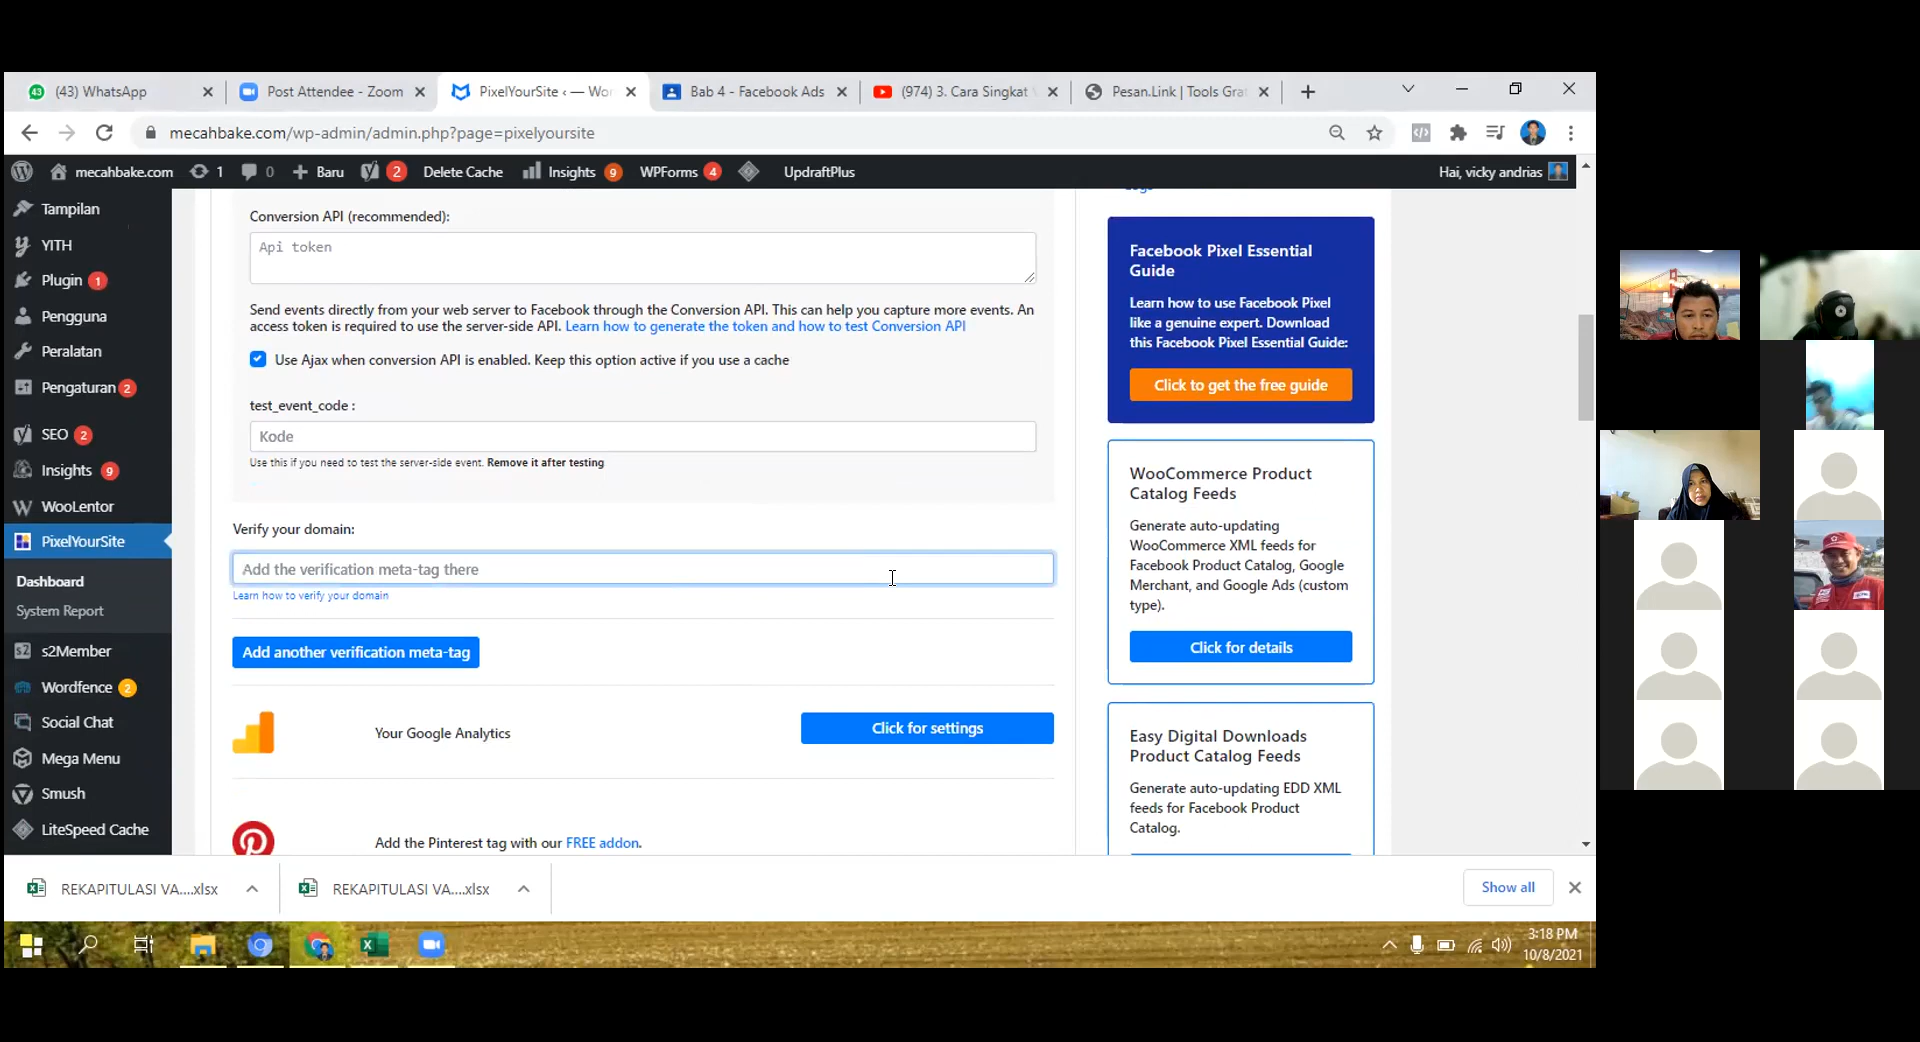 43 (43) WhatsApp
Post Attendee - Zoom
PixelYourSite ‹ — Wor
Bab 4 - Facebook Ads
(974) 3. Cara Singkat
Pesan.Link | Tools Grat
mecahbake.com/wp-admin/admin.php?page=pixelyoursite
mecahbake.com 1 0 + Baru 2 Delete Cache Insights 9 WPForms 4 UpdraftPlus Hai, vicky andrias
Tampilan
YITH
Plugin 1
Pengguna
Peralatan
Pengaturan 2
SEO 2
Insights 9
WooLentor
PixelYourSite
Dashboard
System Report
s2 s2Member
Wordfence 2
Social Chat
Mega Menu
Smush
LiteSpeed Cache
Conversion API (recommended):
Api token
Send events directly from your web server to Facebook through the Conversion API. This can help you capture more events. An
access token is required to use the server-side API. Learn how to generate the token and how to test Conversion API
Use Ajax when conversion API is enabled. Keep this option active if you use a cache
test_event_code :
Kode
Use this if you need to test the server-side event. Remove it after testing
Verify your domain:
Add the verification meta-tag there
Learn how to verify your domain
Add another verification meta-tag
Your Google Analytics
Click for settings
Add the Pinterest tag with our FREE addon.
Facebook Pixel Essential
Guide
Learn how to use Facebook Pixel
like a genuine expert. Download
this Facebook Pixel Essential Guide:
Click to get the free guide
WooCommerce Product
Catalog Feeds
Generate auto-updating
WooCommerce XML feeds for
Facebook Product Catalog, Google
Merchant, and Google Ads (custom
type).
Click for details
Easy Digital Downloads
Product Catalog Feeds
Generate auto-updating EDD XML
feeds for Facebook Product
Catalog.
REKAPITULASI VA....xlsx
REKAPITULASI VA....xlsx
Show all
3:18 PM
10/8/2021